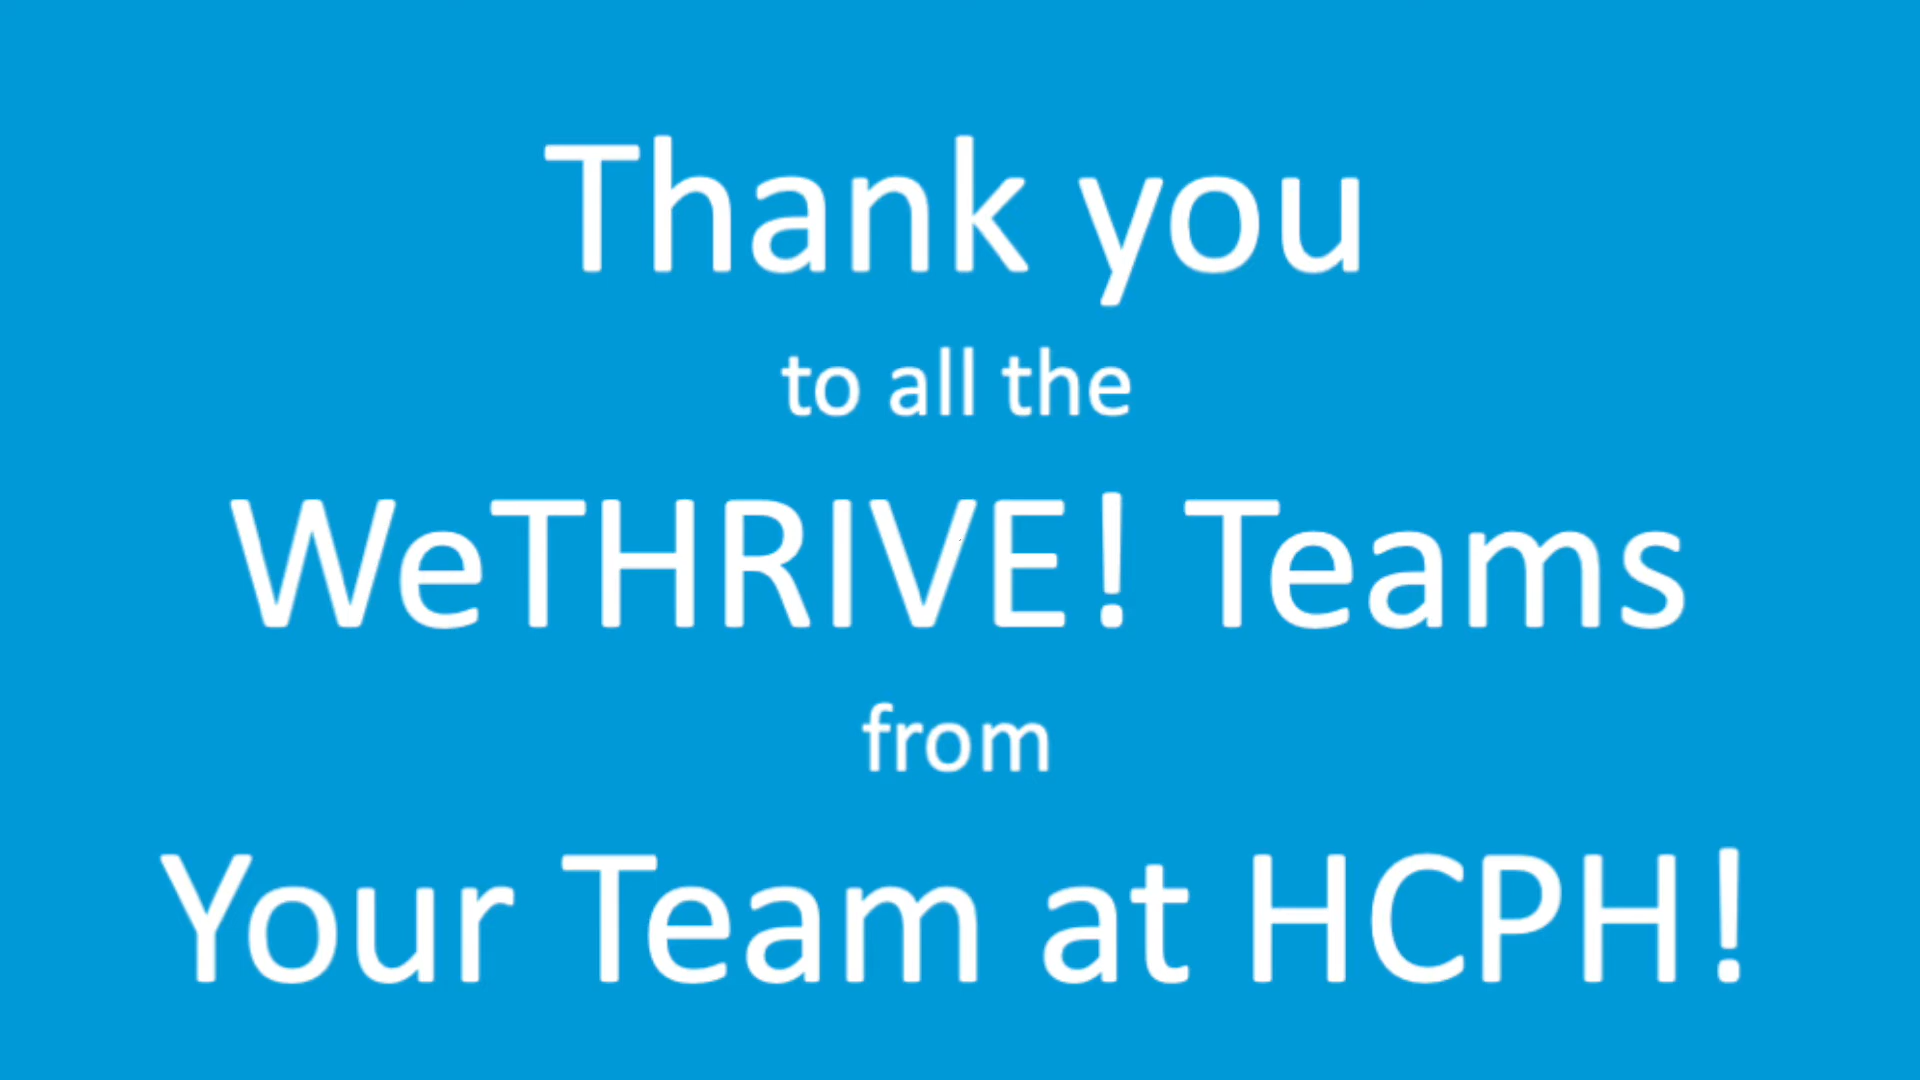 Thank you
to all the
WeTHRIVE! Teams
from
Your Team at HCPH!